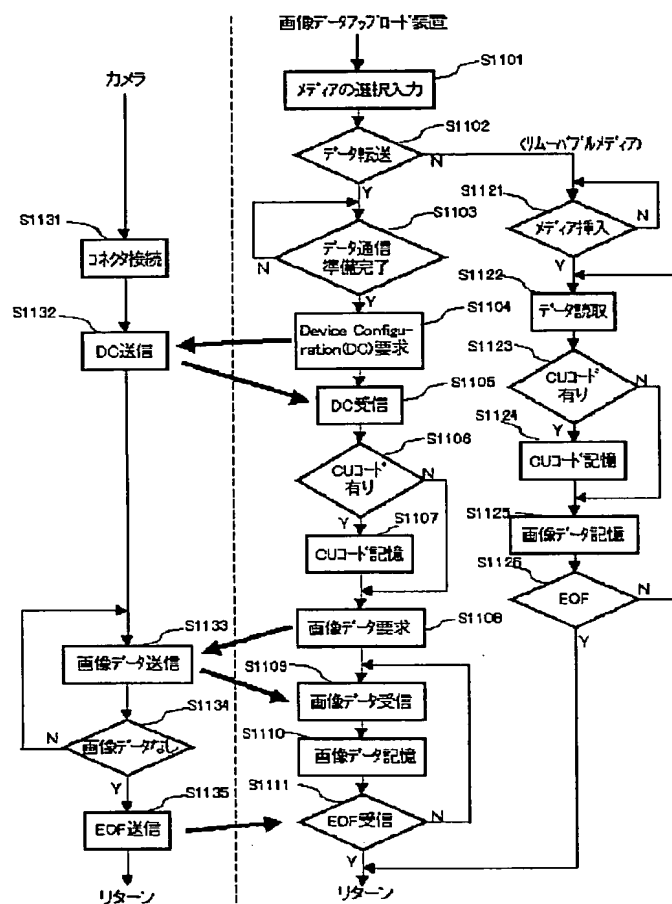 画像データアップロード装置
S1101
メディアの選択入力
S1102
データ転送
N
Y
(リムーバブルメディア)
S1103
データ通信
準備完了
N
Y
S1104
Device Configu-
ration(DC)要求
S1105
DC受信
S1106
CUコード
有り
N
Y
S1107
CUコード記憶
S1108
画像データ要求
S1109
画像データ受信
S1110
画像データ記憶
S1111
EOF受信
N
Y
リターン
カメラ
S1131
コネクタ接続
S1132
DC送信
S1133
画像データ送信
S1134
画像データなし
N
Y
S1135
EOF送信
リターン
S1121
メディア挿入
N
Y
S1122
データ読取
S1123
CUコード
有り
N
Y
S1124
CUコード記憶
S1125
画像データ記憶
S1126
EOF
N
Y